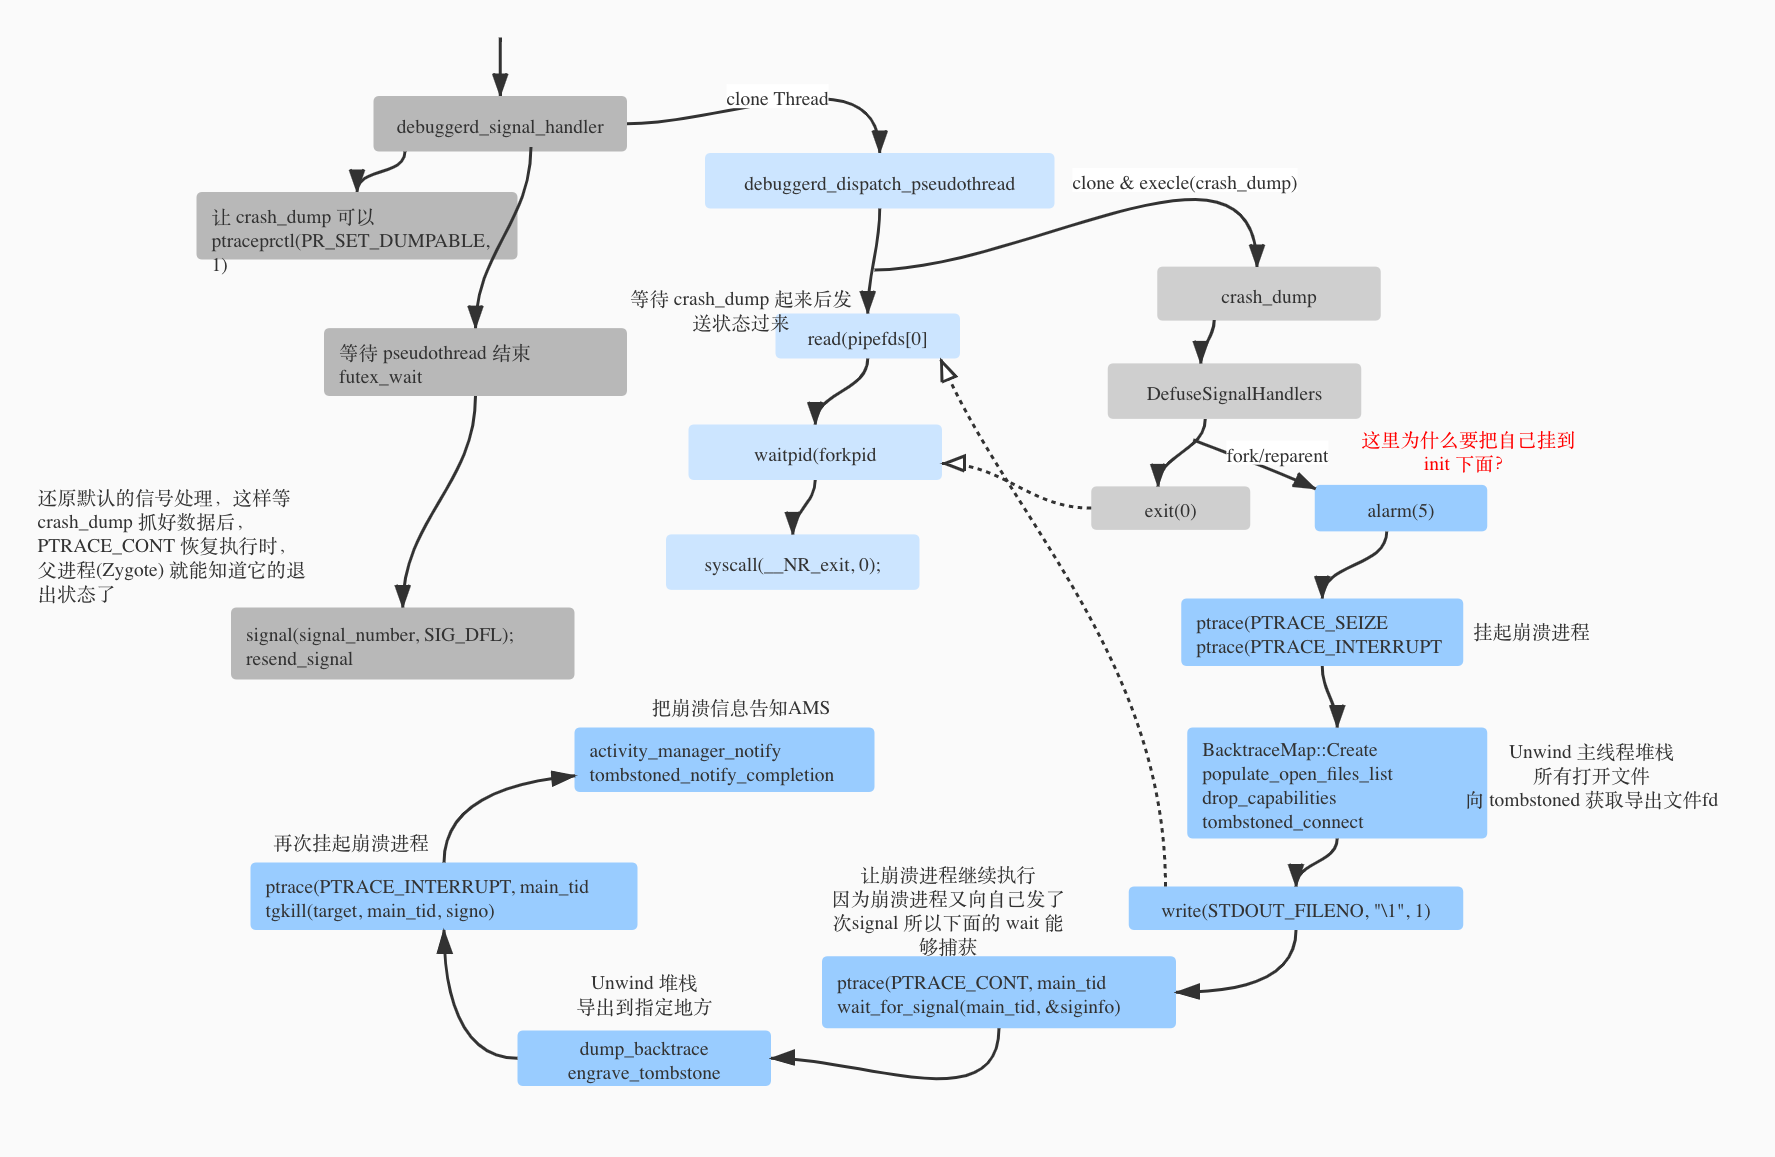 clone Thread
debuggerd_signal_handler
debuggerd_dispatch_pseudothread
clone & execle(crash_dump)
让 crash_dump 可以
ptraceprctl(PR_SET_DUMPABLE,
1)
等待 crash_dump 起来后发
送状态过来
read(pipefds[0]
crash_dump
等待 pseudothread 结束
futex_wait
DefuseSignalHandlers
waitpid(forkpid
fork/reparent
这里为什么要把自己挂到
init 下面?
exit(0)
alarm(5)
还原默认的信号处理，这样等
crash_dump 抓好数据后，
PTRACE_CONT 恢复执行时，
父进程(Zygote) 就能知道它的退
出状态了
syscall(__NR_exit, 0);
signal(signal_number, SIG_DFL);
resend_signal
ptrace(PTRACE_SEIZE
ptrace(PTRACE_INTERRUPT
挂起崩溃进程
把崩溃信息告知AMS
activity_manager_notify
tombstoned_notify_completion
BacktraceMap::Create
populate_open_files_list
drop_capabilities
tombstoned_connect
Unwind 主线程堆栈
所有打开文件
向 tombstoned 获取导出文件fd
再次挂起崩溃进程
ptrace(PTRACE_INTERRUPT, main_tid
tgkill(target, main_tid, signo)
让崩溃进程继续执行
因为崩溃进程又向自己发了
次signal 所以下面的 wait 能
够捕获
write(STDOUT_FILENO, "\1", 1)
ptrace(PTRACE_CONT, main_tid
wait_for_signal(main_tid, &siginfo)
Unwind 堆栈
导出到指定地方
dump_backtrace
engrave_tombstone